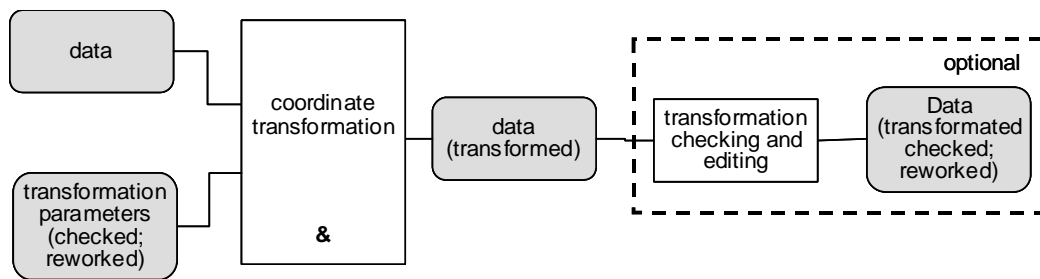 data
transformation
parameters
(checked;
reworked)
coordinate
transformation
&
data
(transformed)
optional
transformation
checking and
editing
Data
(transformated
checked;
reworked)